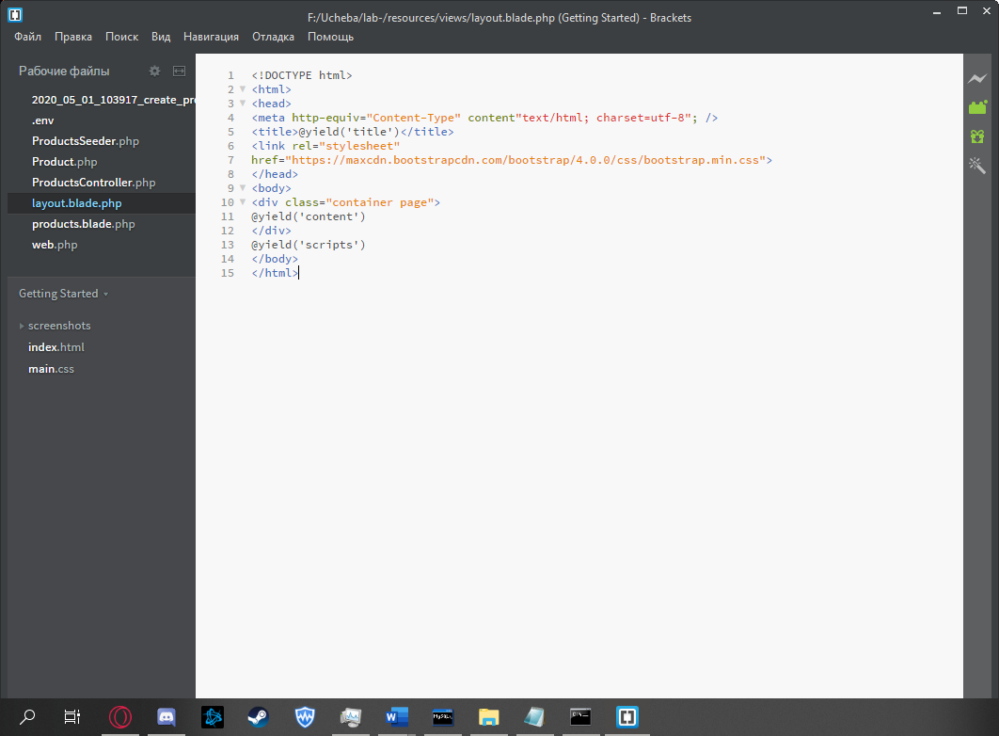 F:/Ucheba/lab-/resources/views/layout.blade.php (Getting Started) - Brackets
Файл Правка Поиск Вид Навигация Отладка Помощь
Рабочие файлы
2020_05_01_103917_create_pro
.env
ProductsSeeder.php
Product.php
ProductsController.php
layout.blade.php
products.blade.php
web.php
Getting Started
screenshots
index.html
main.css
1 <!DOCTYPE html>
2 <html>
3 <head>
4 <meta http-equiv="Content-Type" content"text/html; charset=utf-8"; />
5 <title>@yield('title')</title>
6 <link rel="stylesheet"
7 href="https://maxcdn.bootstrapcdn.com/bootstrap/4.0.0/css/bootstrap.min.css">
8 </head>
9 <body>
10 <div class="container page">
11 @yield('content')
12 </div>
13 @yield('scripts')
14 </body>
15 </html>